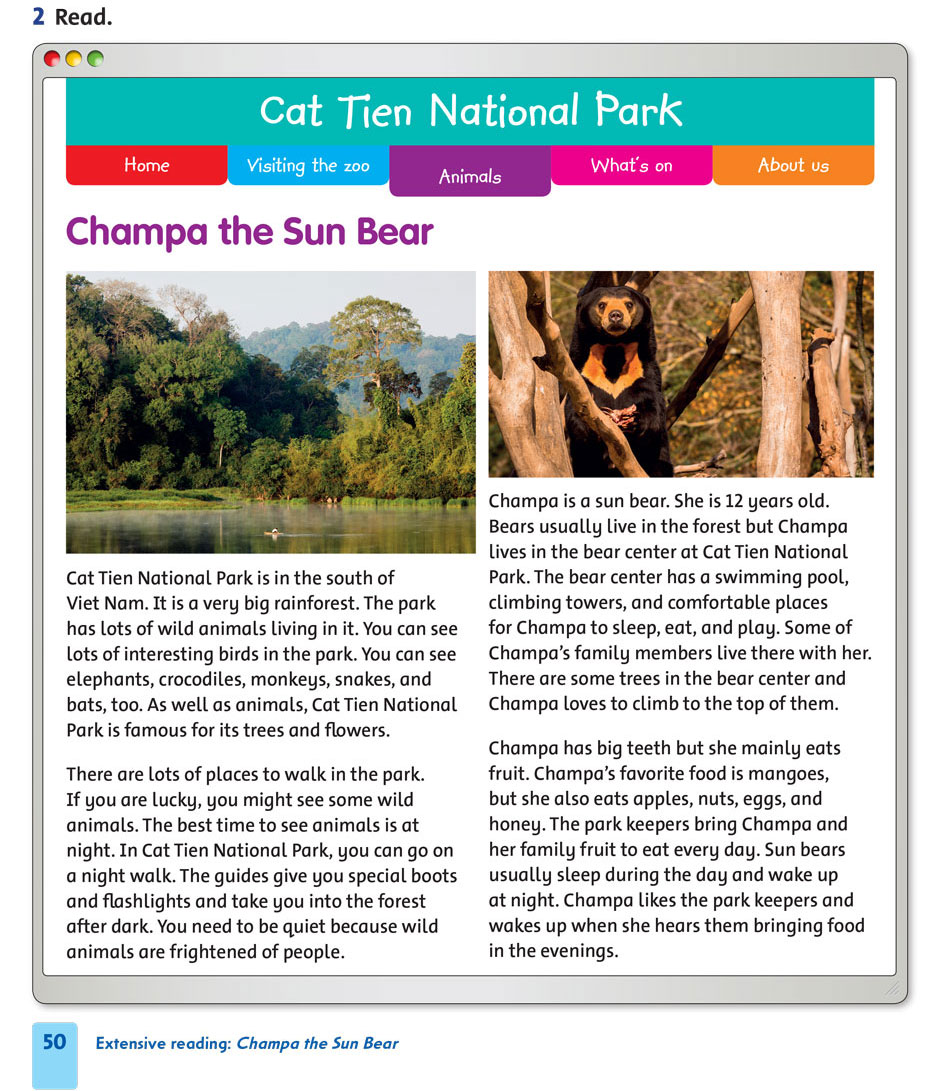 2 Read.
Cat Tien National Park
Home
Visiting the zoo
Animals
What's on
About us
Champa the Sun Bear
Cat Tien National Park is in the south of
Viet Nam. It is a very big rainforest. The park
has lots of wild animals living in it. You can see
lots of interesting birds in the park. You can see
elephants, crocodiles, monkeys, snakes, and
bats, too. As well as animals, Cat Tien National
Park is famous for its trees and flowers.
There are lots of places to walk in the park.
If you are lucky, you might see some wild
animals. The best time to see animals is at
night. In Cat Tien National Park, you can go on
a night walk. The guides give you special boots
and flashlights and take you into the forest
after dark. You need to be quiet because wild
animals are frightened of people.
Champa is a sun bear. She is 12 years old.
Bears usually live in the forest but Champa
lives in the bear center at Cat Tien National
Park. The bear center has a swimming pool,
climbing towers, and comfortable places
for Champa to sleep, eat, and play. Some of
Champa's family members live there with her.
There are some trees in the bear center and
Champa loves to climb to the top of them.
Champa has big teeth but she mainly eats
fruit. Champa's favorite food is mangoes,
but she also eats apples, nuts, eggs, and
honey. The park keepers bring Champa and
her family fruit to eat every day. Sun bears
usually sleep during the day and wake up
at night. Champa likes the park keepers and
wakes up when she hears them bringing food
in the evenings.
50 Extensive reading: Champa the Sun Bear